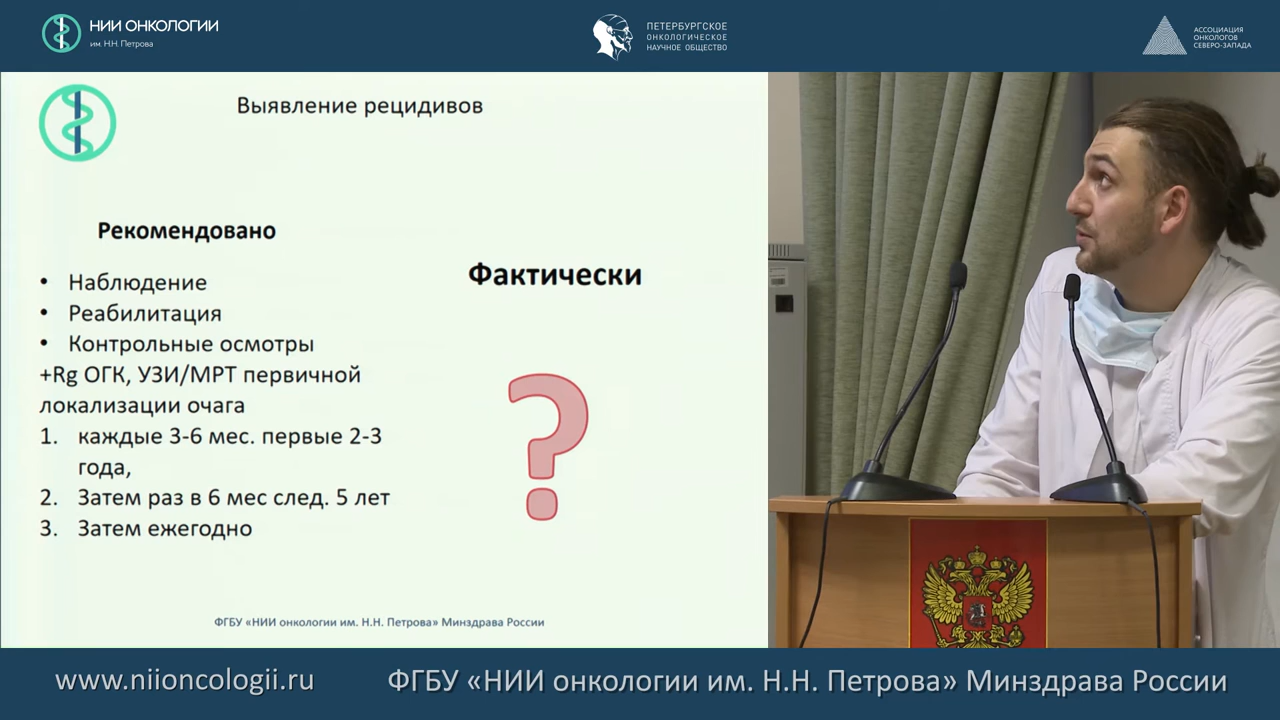 НИИ ОНКОЛОГИИ
им. Н.Н. Петрова
ПЕТЕРБУРГСКОЕ
ОНКОЛОГИЧЕСКОЕ
НАУЧНОЕ ОБЩЕСТВО
АССОЦИАЦИЯ
ОНКОЛОГОВ
СЕВЕРО-ЗАПАДА
Выявление рецидивов
Рекомендовано
• Наблюдение
• Реабилитация
• Контрольные осмотры
+Rg ОГК, УЗИ/МРТ первичной
локализации очага
1. каждые 3-6 мес. первые 2-3
года,
2. Затем раз в 6 мес след. 5 лет
3. Затем ежегодно
Фактически
?
ФГБУ «НИИ онкологии им. Н.Н. Петрова» Минздрава России
www.niioncologii.ru
ФГБУ «НИИ онкологии им. Н.Н. Петрова» Минздрава России